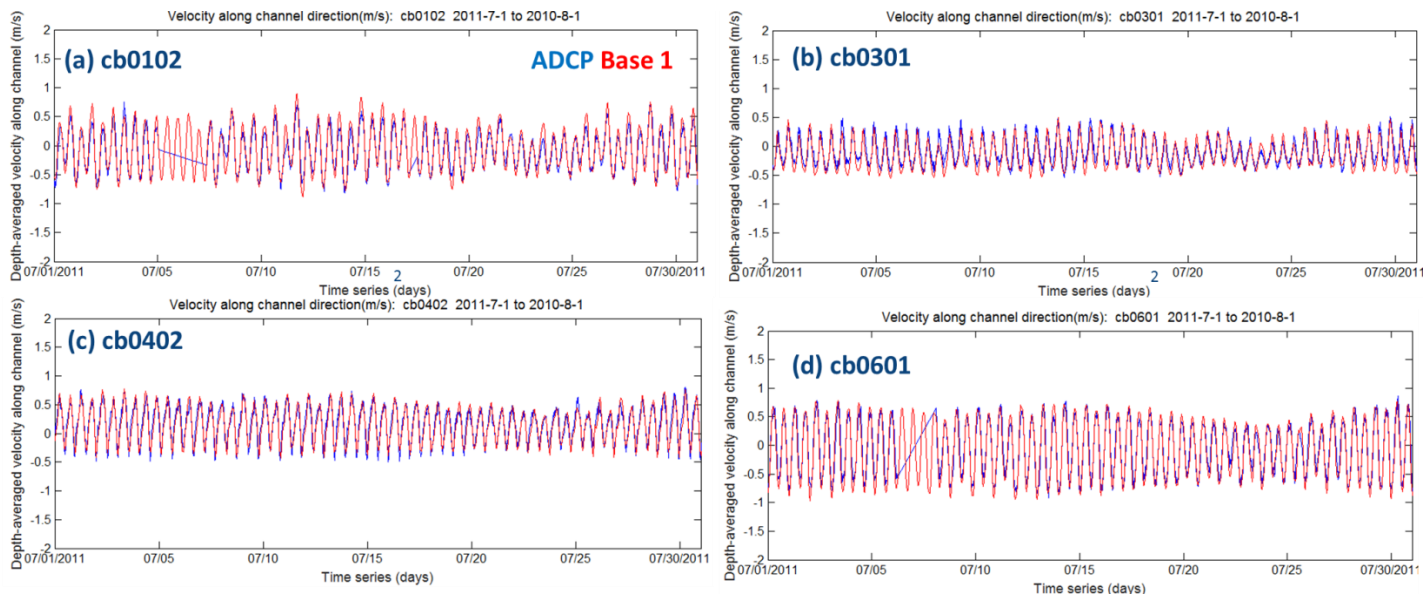 Velocity along channel direction(m/s): cb0102 2011-7-1 to 2010-8-1
Depth-averaged velocity along channel (m/s)
2
1.5
1
0.5
0
-0.5
-1
-1.5
-2
(a) cb0102
ADCP Base 1
07/01/2011 07/05 07/10 07/15 07/20 07/25 07/30/2011
2
Time series (days)
Velocity along channel direction(m/s): cb0301 2011-7-1 to 2010-8-1
Depth-averaged velocity along channel (m/s)
2
1.5
1
0.5
0
-0.5
-1
-1.5
-2
(b) cb0301
07/01/2011 07/05 07/10 07/15 07/20 07/25 07/30/2011
2
Time series (days)
Velocity along channel direction(m/s): cb0402 2011-7-1 to 2010-8-1
Depth-averaged velocity along channel (m/s)
2
1.5
1
0.5
0
-0.5
-1
-1.5
-2
(c) cb0402
07/01/2011 07/05 07/10 07/15 07/20 07/25 07/30/2011
Time series (days)
Velocity along channel direction(m/s): cb0601 2011-7-1 to 2010-8-1
Depth-averaged velocity along channel (m/s)
2
1.5
1
0.5
0
-0.5
-1
-1.5
-2
(d) cb0601
07/01/2011 07/05 07/10 07/15 07/20 07/25 07/30/2011
Time series (days)